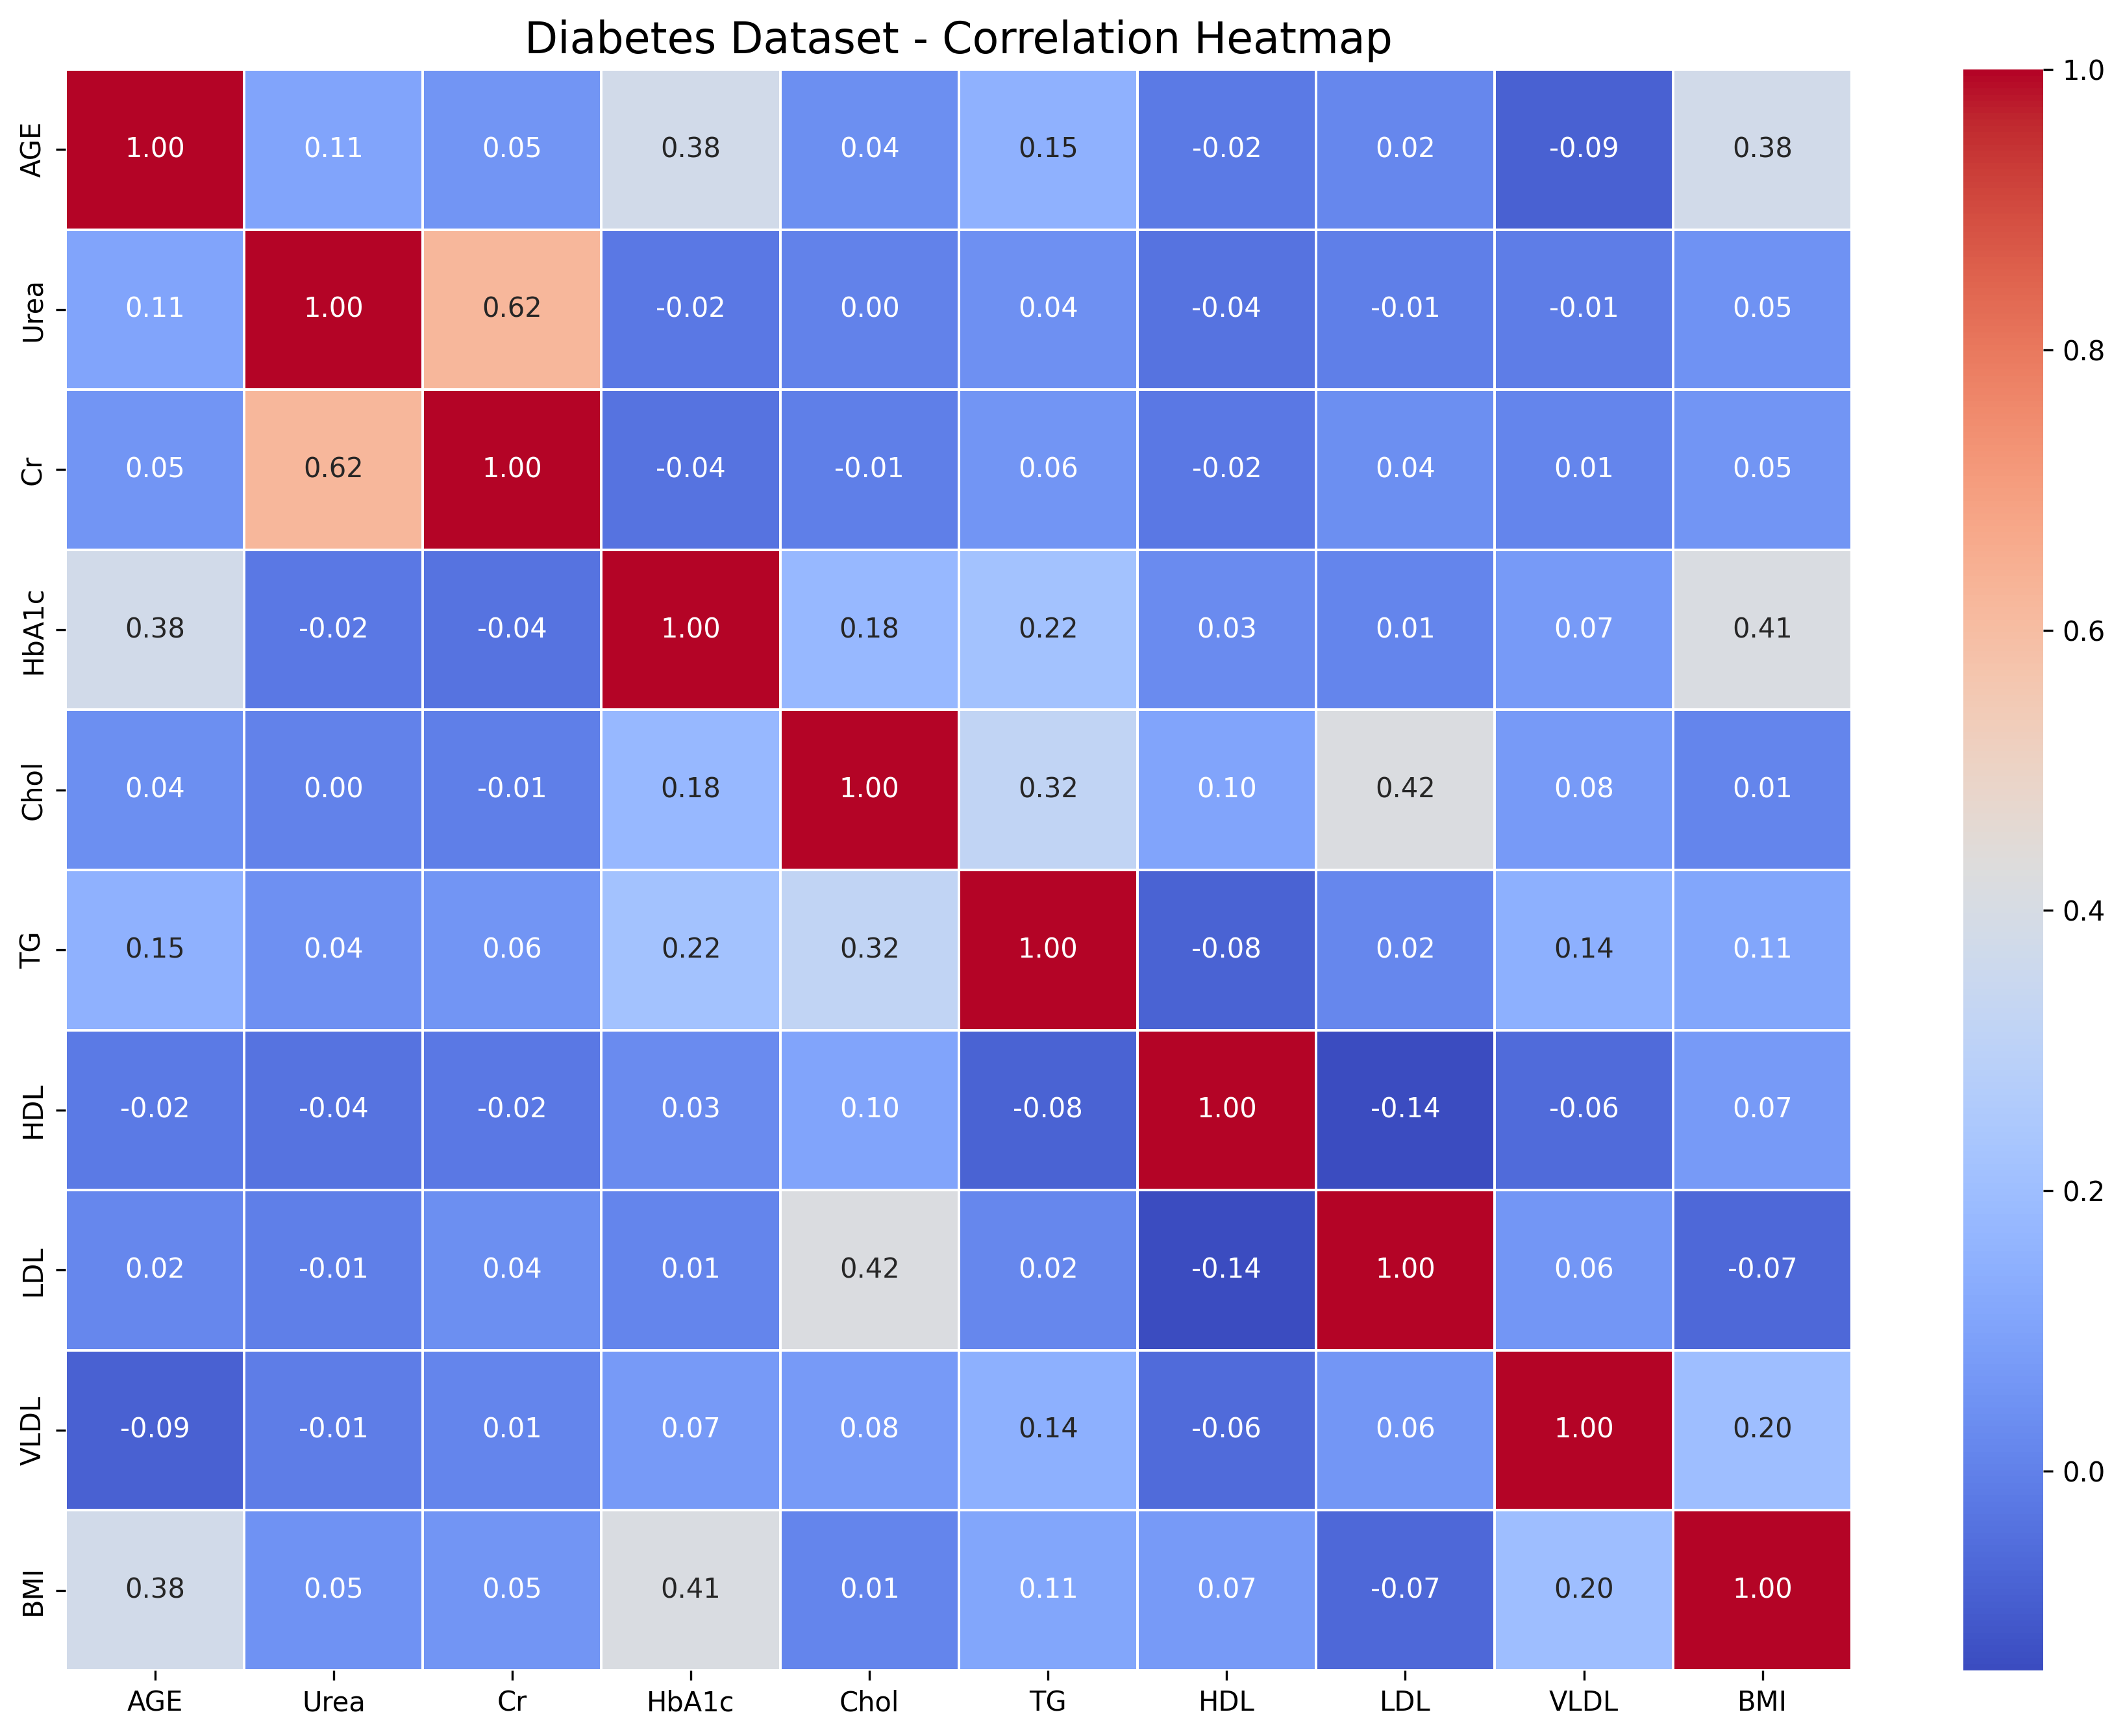 Diabetes Dataset - Correlation Heatmap
AGE 1.00 0.11 0.05 0.38 0.04 0.15 -0.02 0.02 -0.09 0.38
Urea 0.11 1.00 0.62 -0.02 0.00 0.04 -0.04 -0.01 -0.01 0.05
Cr 0.05 0.62 1.00 -0.04 -0.01 0.06 -0.02 0.04 0.01 0.05
HbA1c 0.38 -0.02 -0.04 1.00 0.18 0.22 0.03 0.01 0.07 0.41
Chol 0.04 0.00 -0.01 0.18 1.00 0.32 0.10 0.42 0.08 0.01
TG 0.15 0.04 0.06 0.22 0.32 1.00 -0.08 0.02 0.14 0.11
HDL -0.02 -0.04 -0.02 0.03 0.10 -0.08 1.00 -0.14 -0.06 0.07
LDL 0.02 -0.01 0.04 0.01 0.42 0.02 -0.14 1.00 0.06 -0.07
VLDL -0.09 -0.01 0.01 0.07 0.08 0.14 -0.06 0.06 1.00 0.20
BMI 0.38 0.05 0.05 0.41 0.01 0.11 0.07 -0.07 0.20 1.00
AGE Urea Cr HbA1c Chol TG HDL LDL VLDL BMI
1.0
0.8
0.6
0.4
0.2
0.0